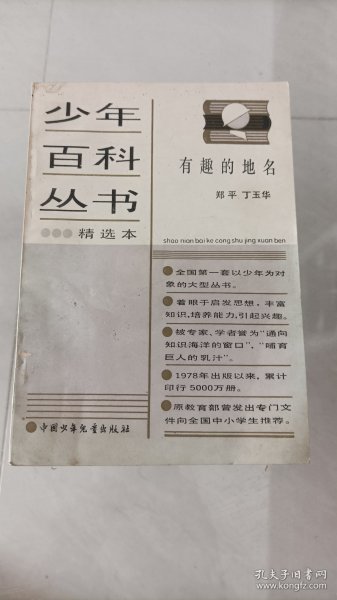 少年
百科
丛书
精选本
有趣的地名
郑平 丁玉华
shao nian bai ke cong shu jing xuan ben
全国第一套以少年为对
象的大型丛书。
着眼于启发思想，丰富
知识，培养能力，引起兴趣。
被专家、学者誉为“通向
知识海洋的窗口”，“哺育
巨人的乳汁”。
1978年出版以来，累计
印行5000万册。
原教育部曾发出专门文
件向全国中小学生推荐。
中国少年儿童出版社
孔夫子旧书网
www.kongfz.com